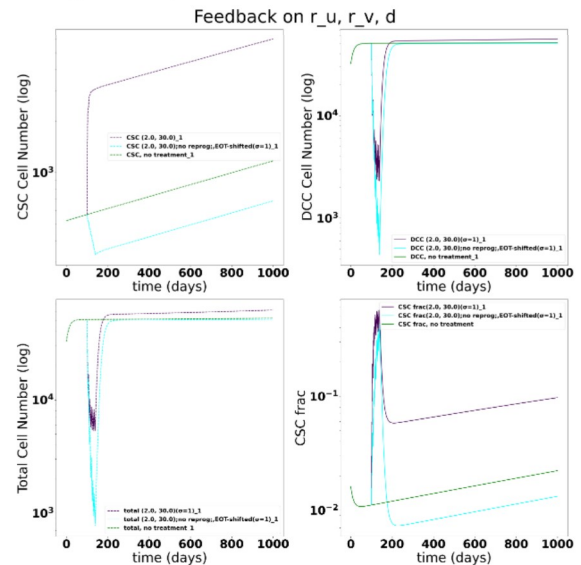 Feedback on r_u, r_v, d
CSC Cell Number (log)
10³
CSC (2.0, 30.0)_1
CSC (2.0, 30.0);no reprog;,EOT-shifted(σ=1)_1
CSC, no treatment_1
0 200 400 600 800 1000
time (days)
DCC Cell Number (log)
10⁴
10³
DCC (2.0, 30.0)(σ=1)_1
DCC (2.0, 30.0);no reprog;,EOT-shifted(σ=1)_1
DCC, no treatment_1
0 200 400 600 800 1000
time (days)
Total Cell Number (log)
10⁴
10³
total (2.0, 30.0)(σ=1)_1
total (2.0, 30.0);no reprog;,EOT-shifted(σ=1)_1
total, no treatment_1
0 200 400 600 800 1000
time (days)
CSC frac
10⁻¹
10⁻²
CSC frac(2.0, 30.0)(σ=1)_1
CSC frac(2.0, 30.0);no reprog;,EOT-shifted(σ=1)_1
CSC frac, no treatment
0 200 400 600 800 1000
time (days)